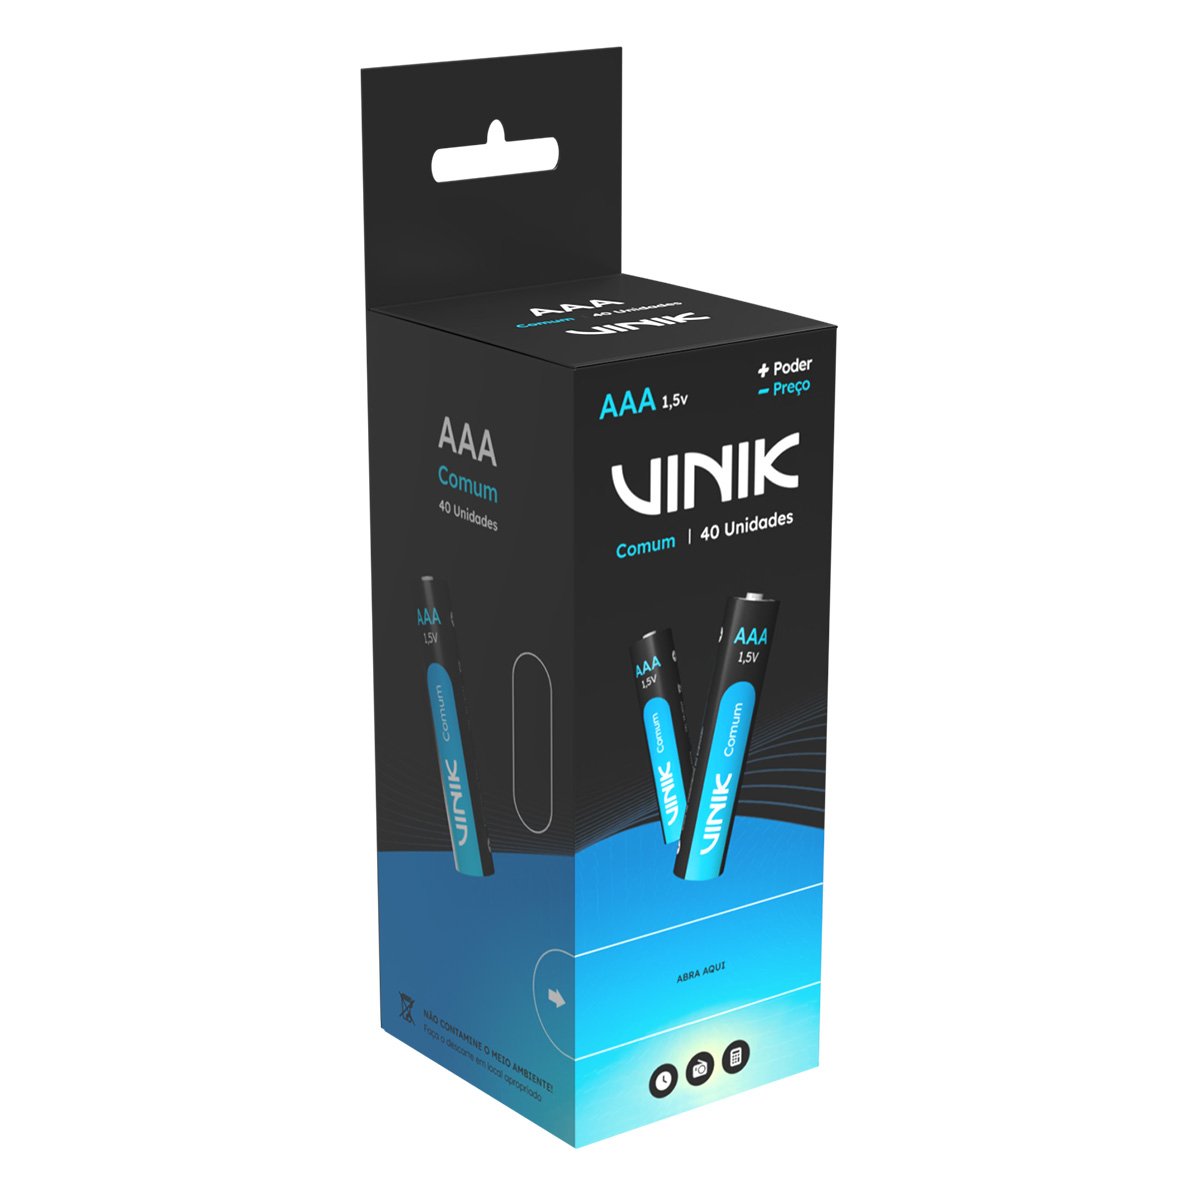 AAA
Comum | 40 Unidades
VINIK
AAA
Comum
40 Unidades
AAA
1,5V
Comum
VINIK
NÃO CONTAMINE O MEIO AMBIENTE!
Faça o descarte em local apropriado
AAA 1,5v
+ Poder
- Preço
VINIK
Comum | 40 Unidades
AAA
1,5V
Comum
VINIK
AAA
1,5V
Comum
VINIK
ABRA AQUI